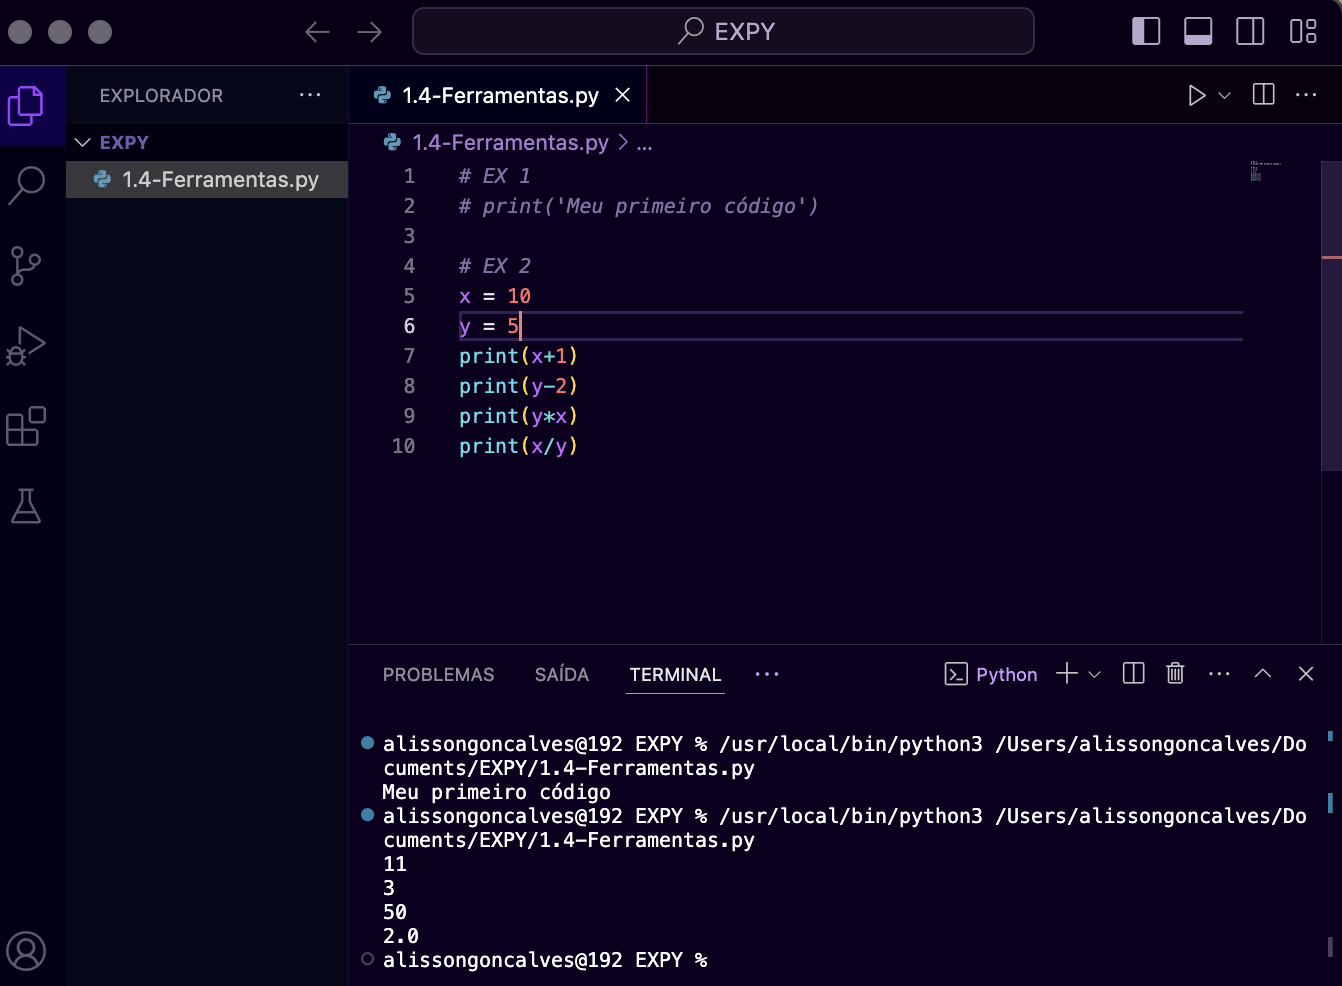 EXPY
EXPLORADOR
EXPY
1.4-Ferramentas.py
1.4-Ferramentas.py
1.4-Ferramentas.py > ...
1 # EX 1
2 # print('Meu primeiro código')
3
4 # EX 2
5 x = 10
6 y = 5
7 print(x+1)
8 print(y-2)
9 print(y*x)
10 print(x/y)
PROBLEMAS SAÍDA TERMINAL ... Python
alissongoncalves@192 EXPY % /usr/local/bin/python3 /Users/alissongoncalves/Do
cuments/EXPY/1.4-Ferramentas.py
Meu primeiro código
alissongoncalves@192 EXPY % /usr/local/bin/python3 /Users/alissongoncalves/Do
cuments/EXPY/1.4-Ferramentas.py
11
3
50
2.0
alissongoncalves@192 EXPY %